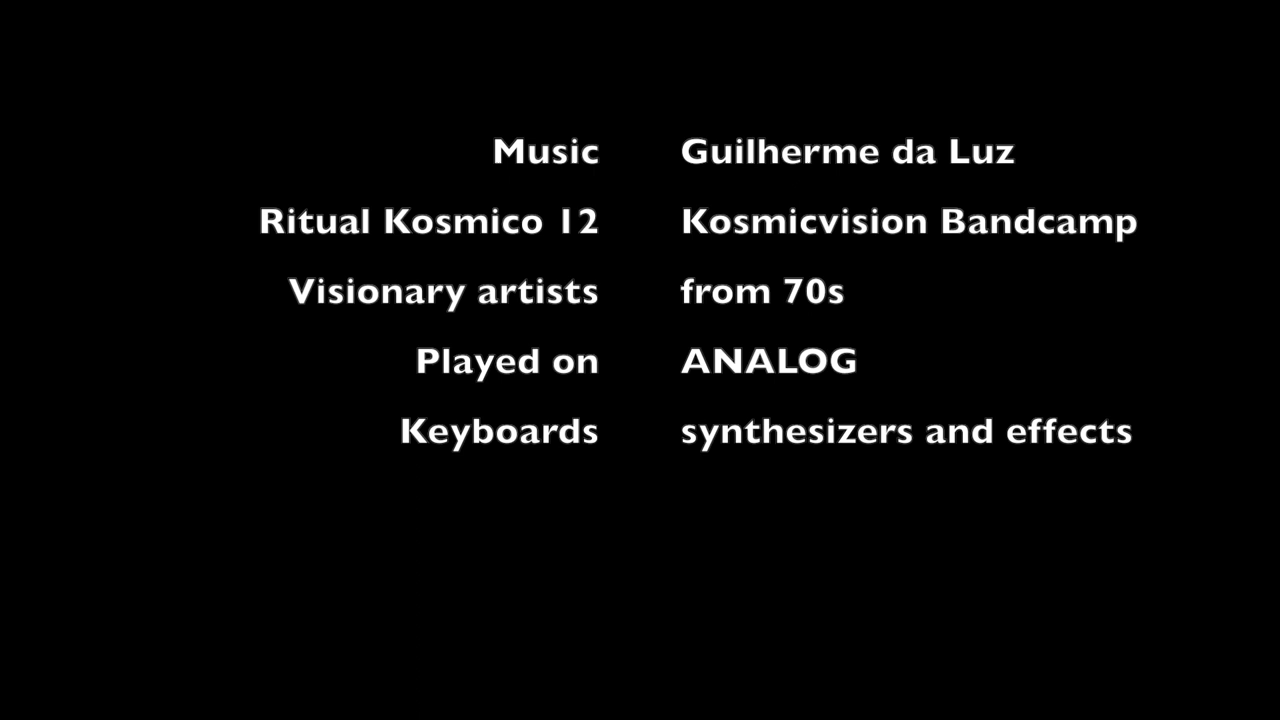 Music Guilherme da Luz
Ritual Kosmico 12 Kosmicvision Bandcamp
Visionary artists from 70s
Played on ANALOG
Keyboards synthesizers and effects